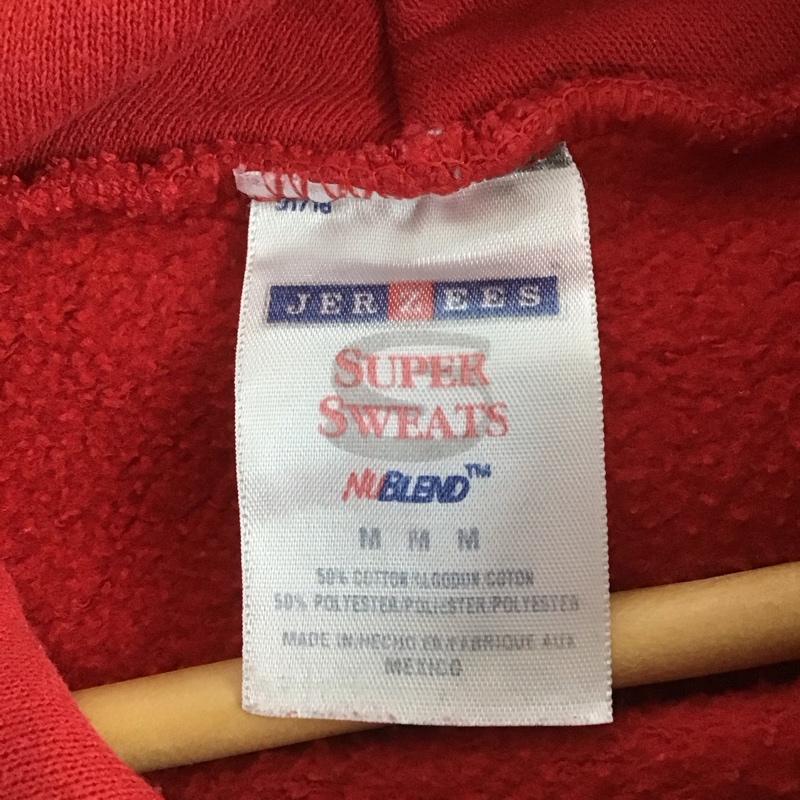 JERZEES
SUPER
SWEATS
NUBLEND™
M M M
50% COTTON/ALGODON/COTON
50% POLYESTER/POLIESTER/POLYESTER
MADE IN/HECHO EN/FABRIQUE AUX
MEXICO